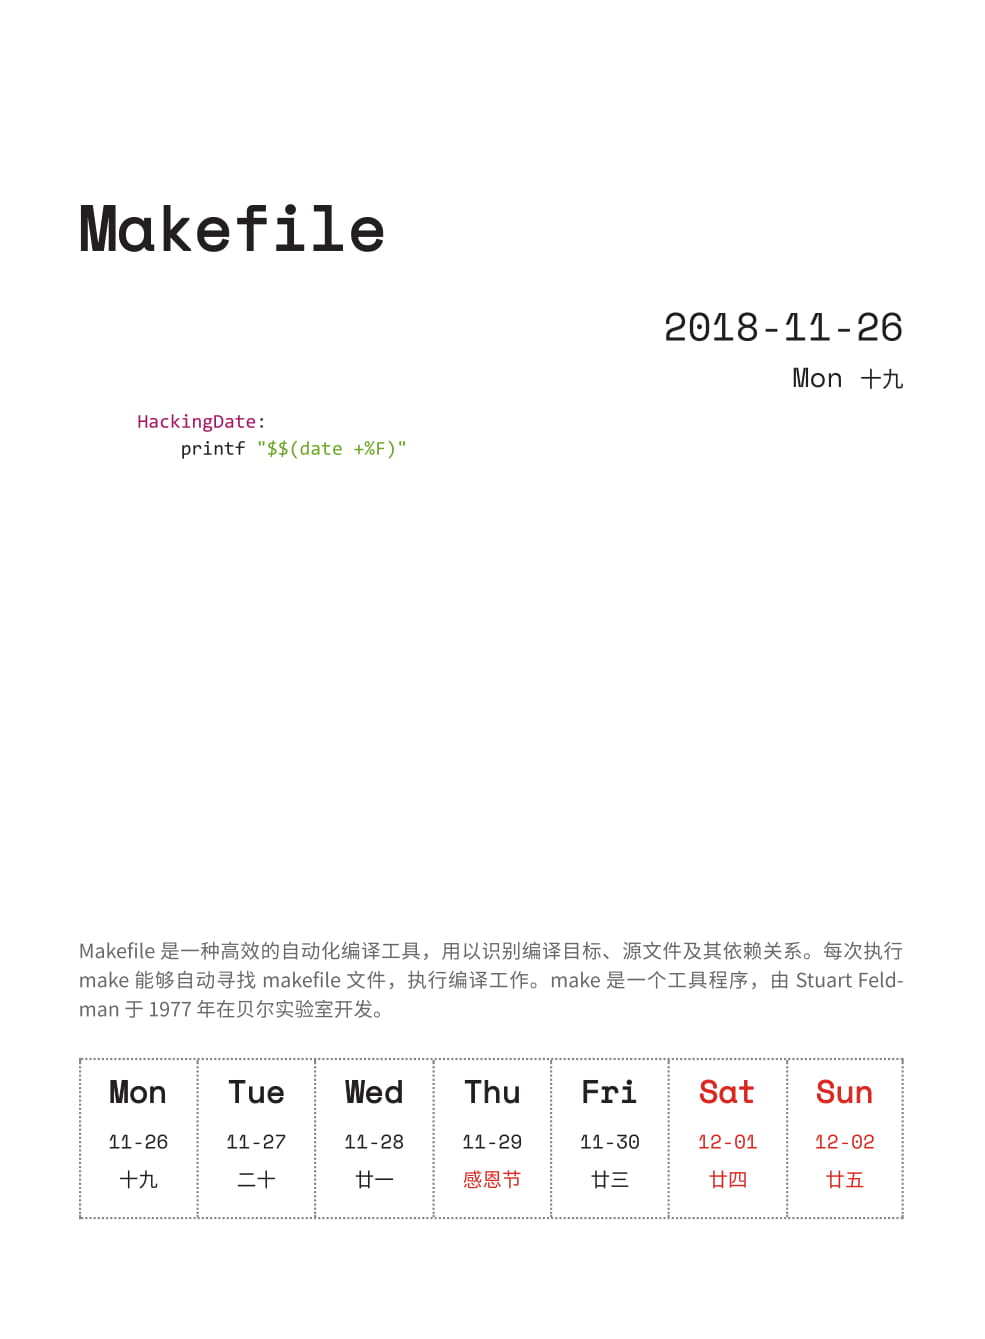 Makefile
2018-11-26
Mon 十九
HackingDate:
    printf "$$(date +%F)"
Makefile 是一种高效的自动化编译工具，用以识别编译目标、源文件及其依赖关系。每次执行
make 能够自动寻找 makefile 文件，执行编译工作。make 是一个工具程序，由 Stuart Feld-
man 于 1977 年在贝尔实验室开发。
Mon Tue Wed Thu Fri Sat Sun
11-26 11-27 11-28 11-29 11-30 12-01 12-02
十九 二十 廿一 感恩节 廿三 廿四 廿五